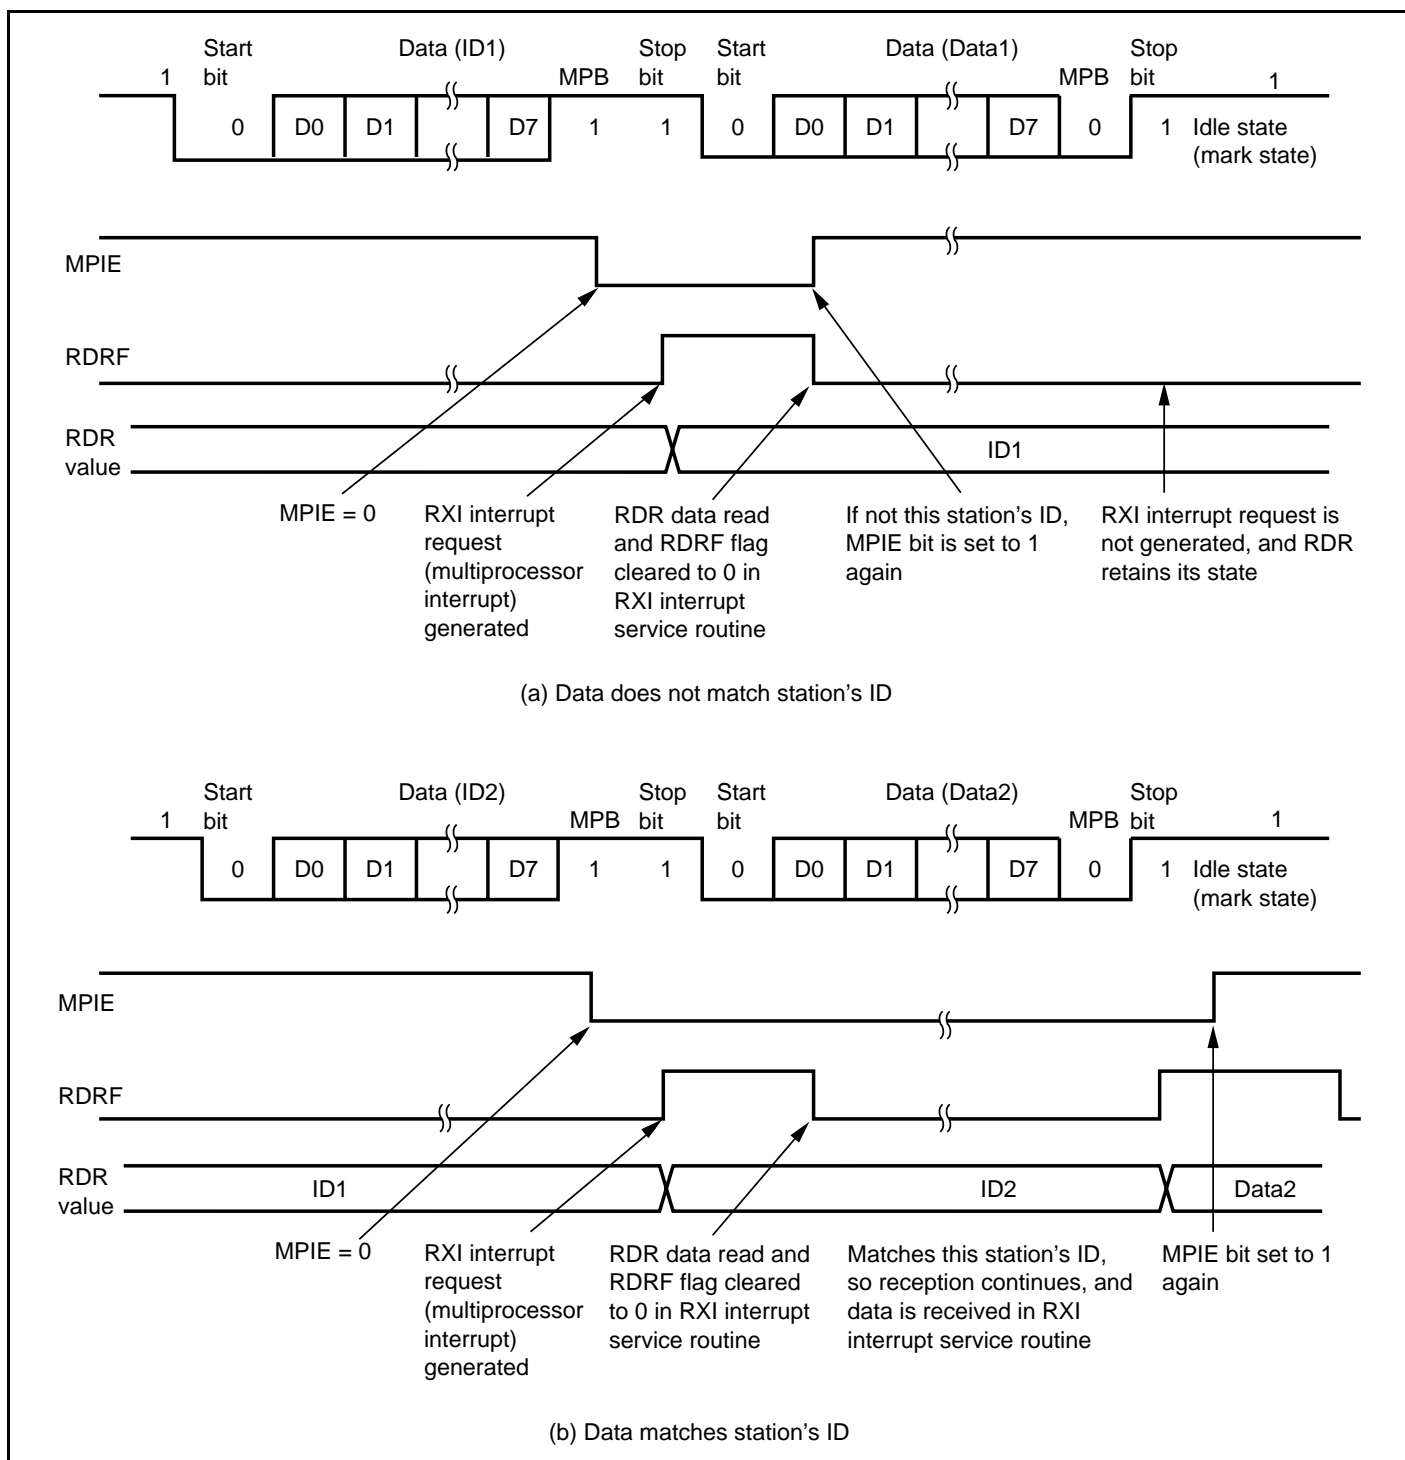 Start Data (ID1) Stop Start Data (Data1) Stop
1 bit MPB bit bit MPB bit 1
0 D0 D1 D7 1 1 0 D0 D1 D7 0 1 Idle state
(mark state)
MPIE
RDRF
RDR
value
ID1
MPIE = 0
RXI interrupt
request
(multiprocessor
interrupt)
generated
RDR data read
and RDRF flag
cleared to 0 in
RXI interrupt
service routine
If not this station's ID,
MPIE bit is set to 1
again
RXI interrupt request is
not generated, and RDR
retains its state
(a) Data does not match station's ID
Start Data (ID2) Stop Start Data (Data2) Stop
1 bit MPB bit bit MPB bit 1
0 D0 D1 D7 1 1 0 D0 D1 D7 0 1 Idle state
(mark state)
MPIE
RDRF
RDR
value
ID1 ID2 Data2
MPIE = 0
RXI interrupt
request
(multiprocessor
interrupt)
generated
RDR data read and
RDRF flag cleared
to 0 in RXI interrupt
service routine
Matches this station's ID,
so reception continues, and
data is received in RXI
interrupt service routine
MPIE bit set to 1
again
(b) Data matches station's ID